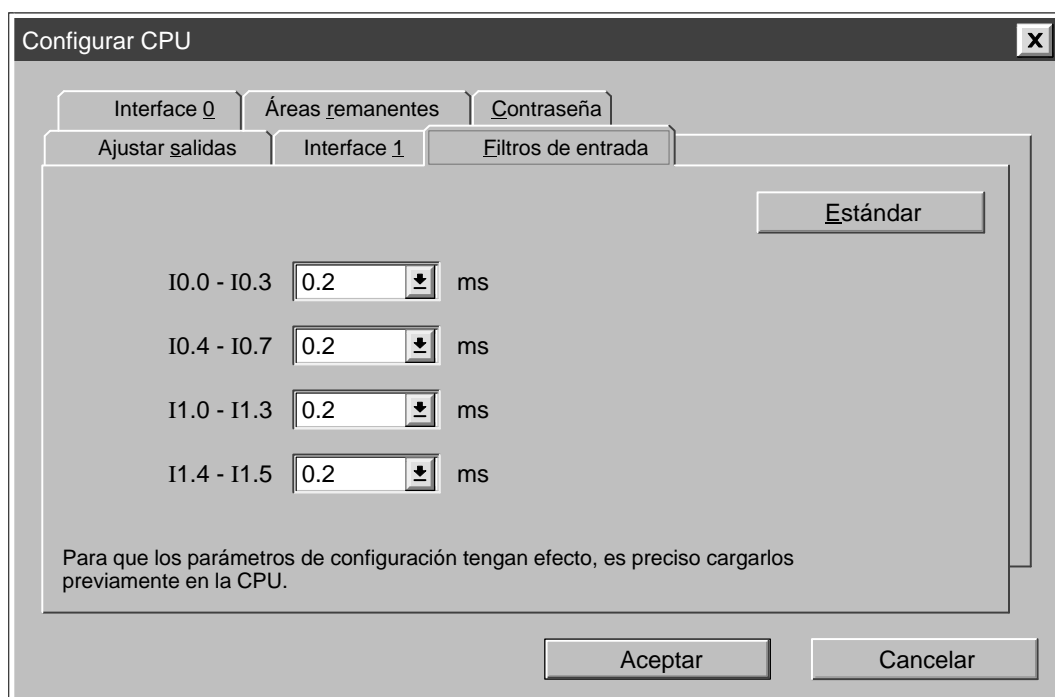 Configurar CPU
Interface 0 Áreas remanentes Contraseña
Ajustar salidas Interface 1 Filtros de entrada
Estándar
I0.0 - I0.3 0.2 ms
I0.4 - I0.7 0.2 ms
I1.0 - I1.3 0.2 ms
I1.4 - I1.5 0.2 ms
Para que los parámetros de configuración tengan efecto, es preciso cargarlos
previamente en la CPU.
Aceptar Cancelar